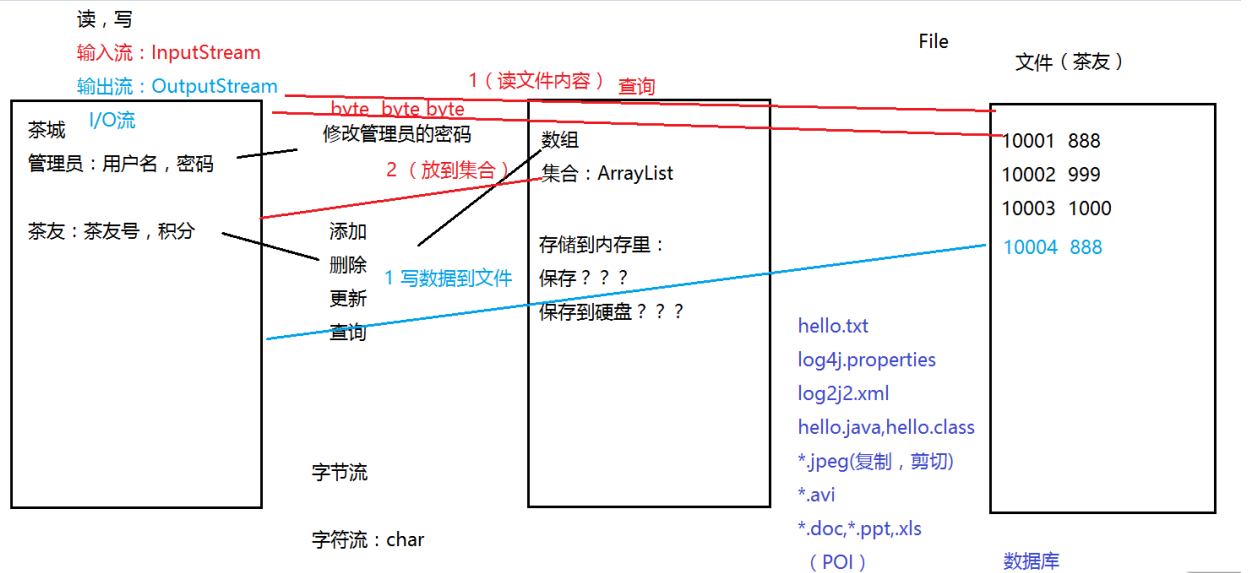 读，写
输入流：InputStream
输出流：OutputStream
I/O流
茶城
管理员：用户名，密码
茶友：茶友号，积分
byte byte byte
修改管理员的密码
2（放到集合）
添加
删除
更新
查询
1 写数据到文件
字节流
字符流：char
1（读文件内容） 查询
数组
集合：ArrayList
存储到内存里：
保存？？？
保存到硬盘？？？
File
文件（茶友）
10001 888
10002 999
10003 1000
10004 888
hello.txt
log4j.properties
log2j2.xml
hello.java,hello.class
*.jpeg(复制，剪切)
*.avi
*.doc,*.ppt,.xls
（POI）
数据库